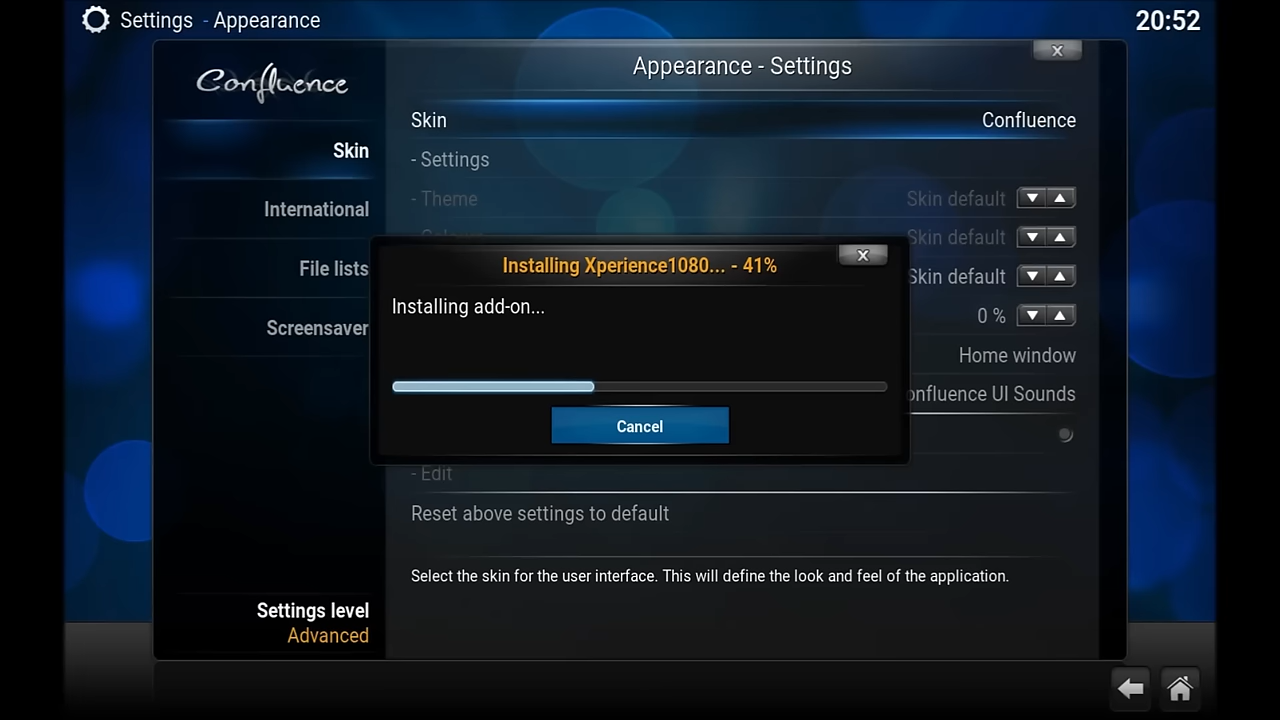 Settings - Appearance
20:52
Confluence
Appearance - Settings
X
Skin
International
File lists
Screensaver
Skin Confluence
- Settings
- Theme Skin default
- Colours Skin default
Skin default
0 %
Home window
onfluence UI Sounds
- Edit
Reset above settings to default
Installing Xperience1080... - 41%
X
Installing add-on...
Cancel
Select the skin for the user interface. This will define the look and feel of the application.
Settings level
Advanced